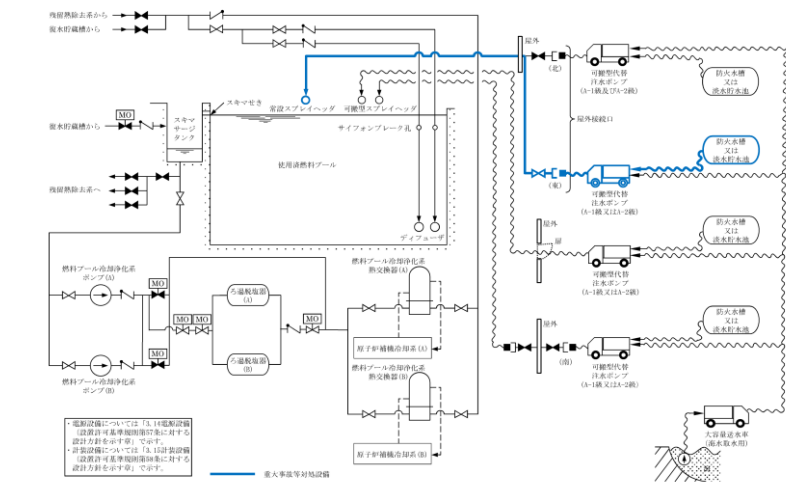 残留熱除去系から
復水貯蔵槽から
MO
復水貯蔵槽から
スキマ
サージ
タンク
スキマせき
常設スプレイヘッダ
可搬型スプレイヘッダ
サイフォンブレーク孔
使用済燃料プール
ディフューザ
残留熱除去系へ
燃料プール冷却浄化系
ポンプ(A)
MO
MO
燃料プール冷却浄化系
ポンプ(B)
MO
MO
ろ過脱塩器
(A)
ろ過脱塩器
(B)
MO
燃料プール冷却浄化系
熱交換器(A)
原子炉補機冷却系(A)
燃料プール冷却浄化系
熱交換器(B)
原子炉補機冷却系(B)
屋外
(北)
可搬型代替
注水ポンプ
(A-1級及びA-2級)
防火水槽
又は
淡水貯水池
屋外接続口
(東)
可搬型代替
注水ポンプ
(A-1級又はA-2級)
防火水槽
又は
淡水貯水池
屋外
扉
可搬型代替
注水ポンプ
(A-1級又はA-2級)
防火水槽
又は
淡水貯水池
屋外
(南)
可搬型代替
注水ポンプ
(A-1級又はA-2級)
防火水槽
又は
淡水貯水池
大容量送水車
(海水取水用)
・電源設備については「3.14電源設備
(設置許可基準規則第57条に対する
設計方針を示す章」で示す。
・計装設備については「3.15計装設備
(設置許可基準規則第58条に対する
設計方針を示す章」で示す。
重大事故等対処設備